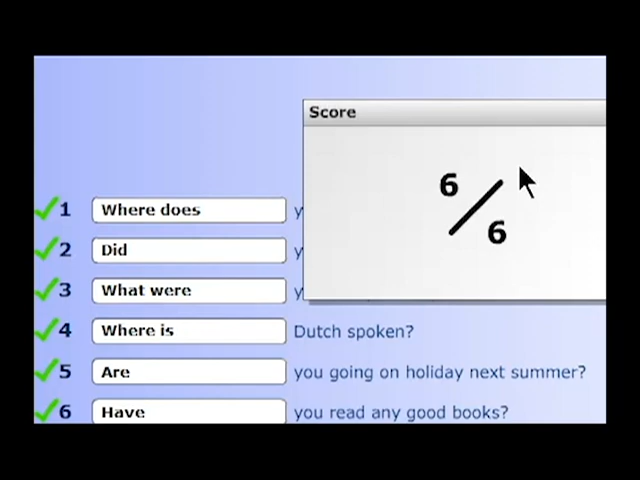 Score
6
6
1 Where does y
2 Did y
3 What were y
4 Where is Dutch spoken?
5 Are you going on holiday next summer?
6 Have you read any good books?